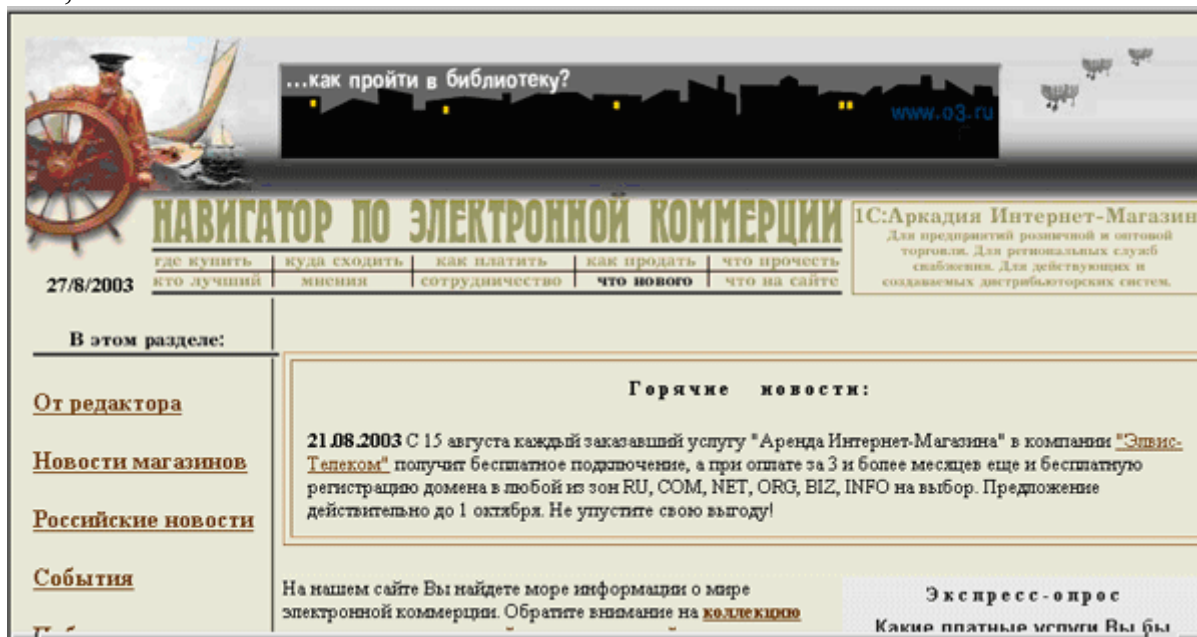 ...как пройти в библиотеку?
www.o3.ru
НАВИГАТОР ПО ЭЛЕКТРОННОЙ КОММЕРЦИИ
1С:Аркадия Интернет-Магазин
Для предприятий розничной и оптовой
торговли. Для региональных служб
снабжения. Для действующих и
создаваемых дистрибьюторских систем.
где купить куда сходить как платить как продать что прочесть
27/8/2003
кто лучший мнения сотрудничество что нового что на сайте
В этом разделе:
От редактора
Новости магазинов
Российские новости
События
Горячие новости:
21.08.2003 С 15 августа каждый заказавший услугу "Аренда Интернет-Магазина" в компании "Элвис-
Телеком" получит бесплатное подключение, а при оплате за 3 и более месяцев еще и бесплатную
регистрацию домена в любой из зон RU, COM, NET, ORG, BIZ, INFO на выбор. Предложение
действительно до 1 октября. Не упустите свою выгоду!
На нашем сайте Вы найдете море информации о мире
электронной коммерции. Обратите внимание на коллекцию
Экспресс-опрос
Какие платные услуги Вы бы